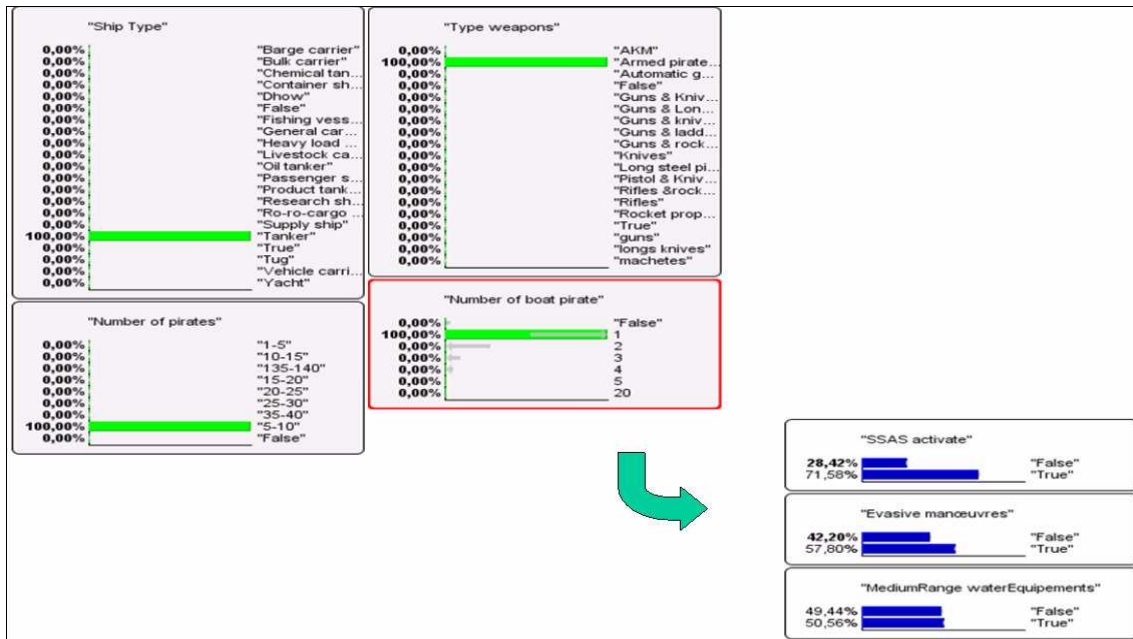 "Ship Type"
0,00% "Barge carrier"
0,00% "Bulk carrier"
0,00% "Chemical tan...
0,00% "Container sh...
0,00% "Dhow"
0,00% "False"
0,00% "Fishing vess...
0,00% "General car...
0,00% "Heavy load ...
0,00% "Livestock ca...
0,00% "Oil tanker"
0,00% "Passenger s...
0,00% "Product tank...
0,00% "Research sh...
0,00% "Ro-ro-cargo ...
0,00% "Supply ship"
100,00% "Tanker"
0,00% "True"
0,00% "Tug"
0,00% "Vehicle carri...
0,00% "Yacht"
"Type weapons"
0,00% "AKM"
100,00% "Armed pirate...
0,00% "Automatic g...
0,00% "False"
0,00% "Guns & Kniv...
0,00% "Guns & Lon...
0,00% "Guns & kniv...
0,00% "Guns & ladd...
0,00% "Guns & rock...
0,00% "Knives"
0,00% "Long steel pi...
0,00% "Pistol & Kniv...
0,00% "Rifles &rock...
0,00% "Rifles"
0,00% "Rocket prop...
0,00% "True"
0,00% "guns"
0,00% "longs knives"
0,00% "machetes"
"Number of pirates"
0,00% "1-5"
0,00% "10-15"
0,00% "135-140"
0,00% "15-20"
0,00% "20-25"
0,00% "25-30"
0,00% "35-40"
100,00% "5-10"
0,00% "False"
"Number of boat pirate"
0,00% "False"
100,00% 1
0,00% 2
0,00% 3
0,00% 4
0,00% 5
0,00% 20
"SSAS activate"
28,42% "False"
71,58% "True"
"Evasive manœuvres"
42,20% "False"
57,80% "True"
"MediumRange waterEquipements"
49,44% "False"
50,56% "True"